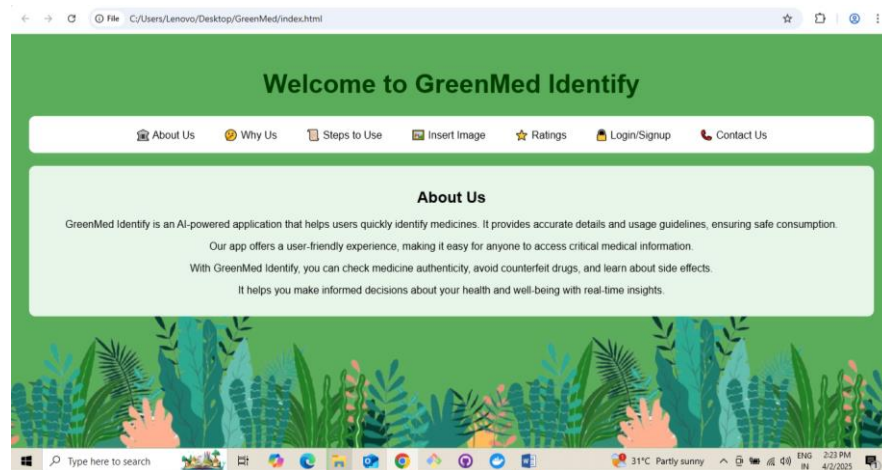 File C:/Users/Lenovo/Desktop/GreenMed/index.html
Welcome to GreenMed Identify
About Us Why Us Steps to Use Insert Image Ratings Login/Signup Contact Us
About Us
GreenMed Identify is an AI-powered application that helps users quickly identify medicines. It provides accurate details and usage guidelines, ensuring safe consumption.
Our app offers a user-friendly experience, making it easy for anyone to access critical medical information.
With GreenMed Identify, you can check medicine authenticity, avoid counterfeit drugs, and learn about side effects.
It helps you make informed decisions about your health and well-being with real-time insights.
Type here to search 31°C Partly sunny ENG 2:23 PM
IN 4/2/2025